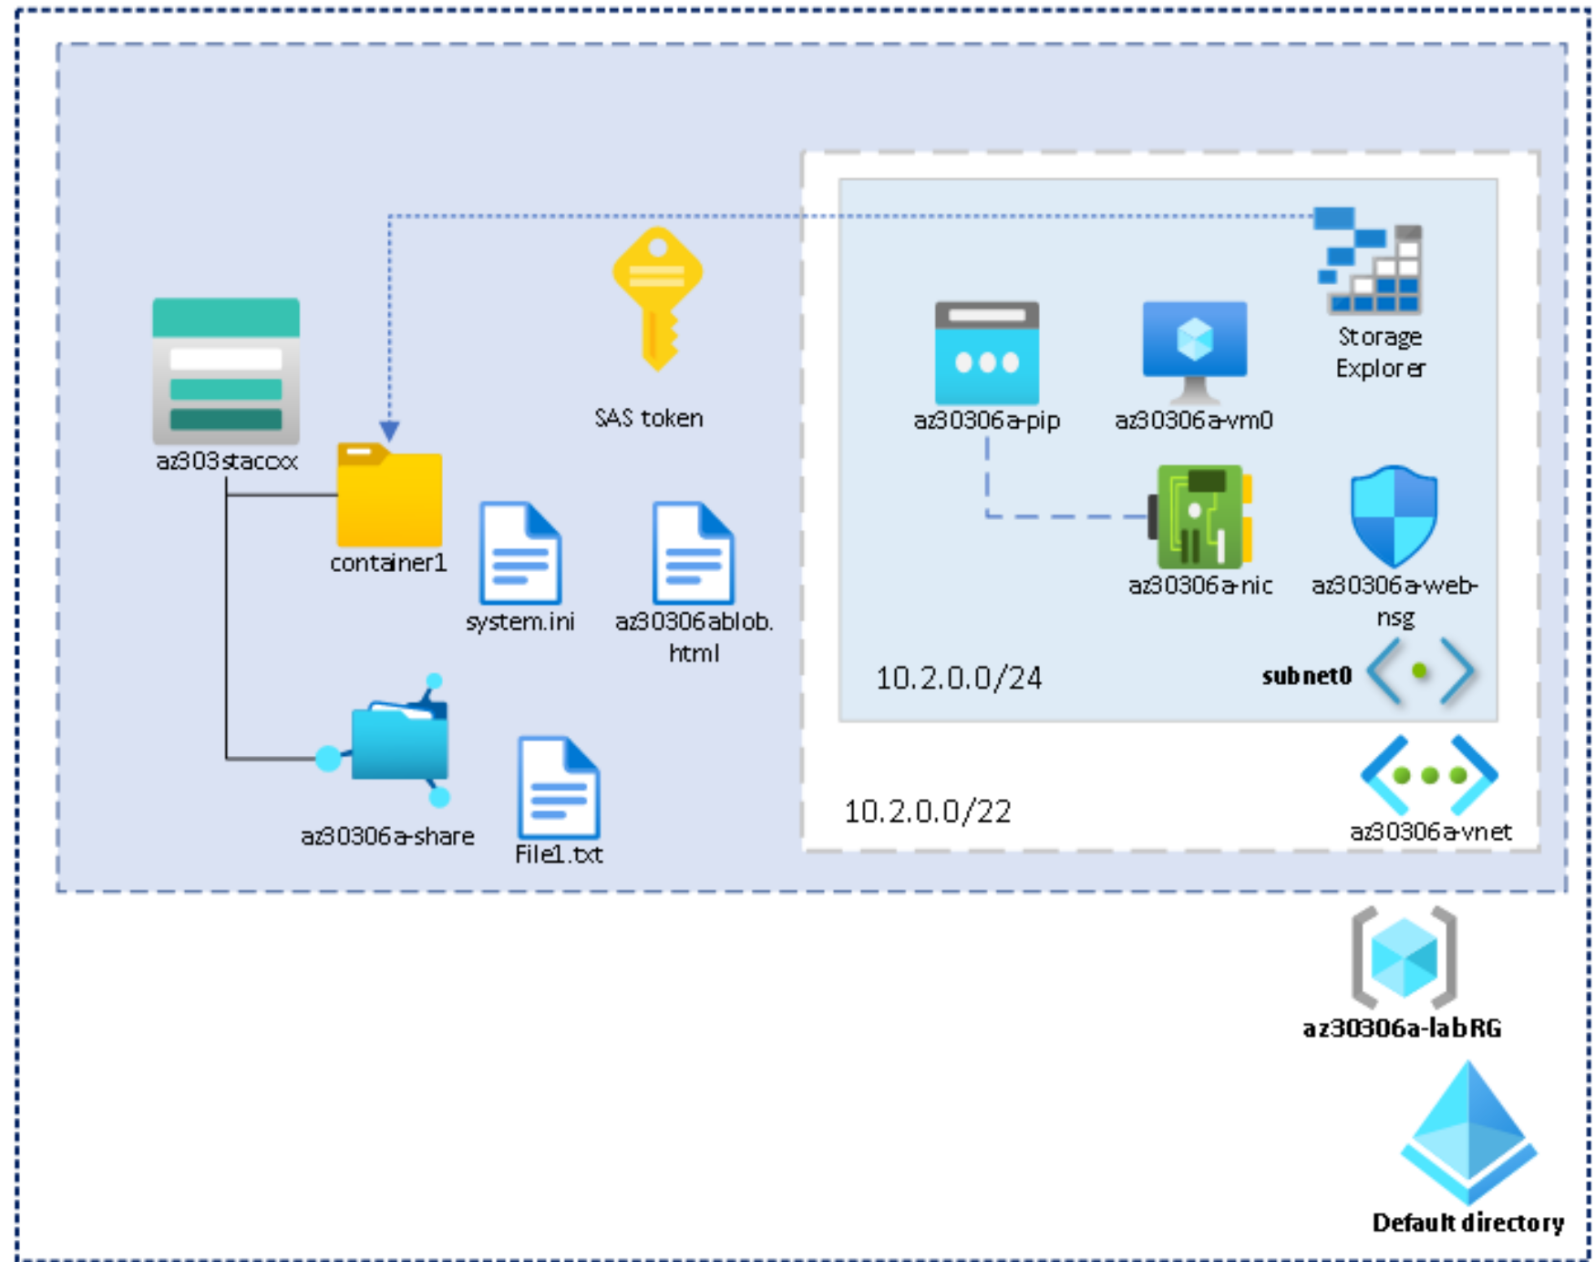 Storage
Explorer
az30306a-pip
az30306a-vm0
SAS token
az303staccxx
container1
az30306a-nic
az30306a-web-
nsg
system.ini
az30306ablob.
html
10.2.0.0/24
subnet0
10.2.0.0/22
az30306a-vnet
az30306a-share
File1.txt
az30306a-labRG
Default directory